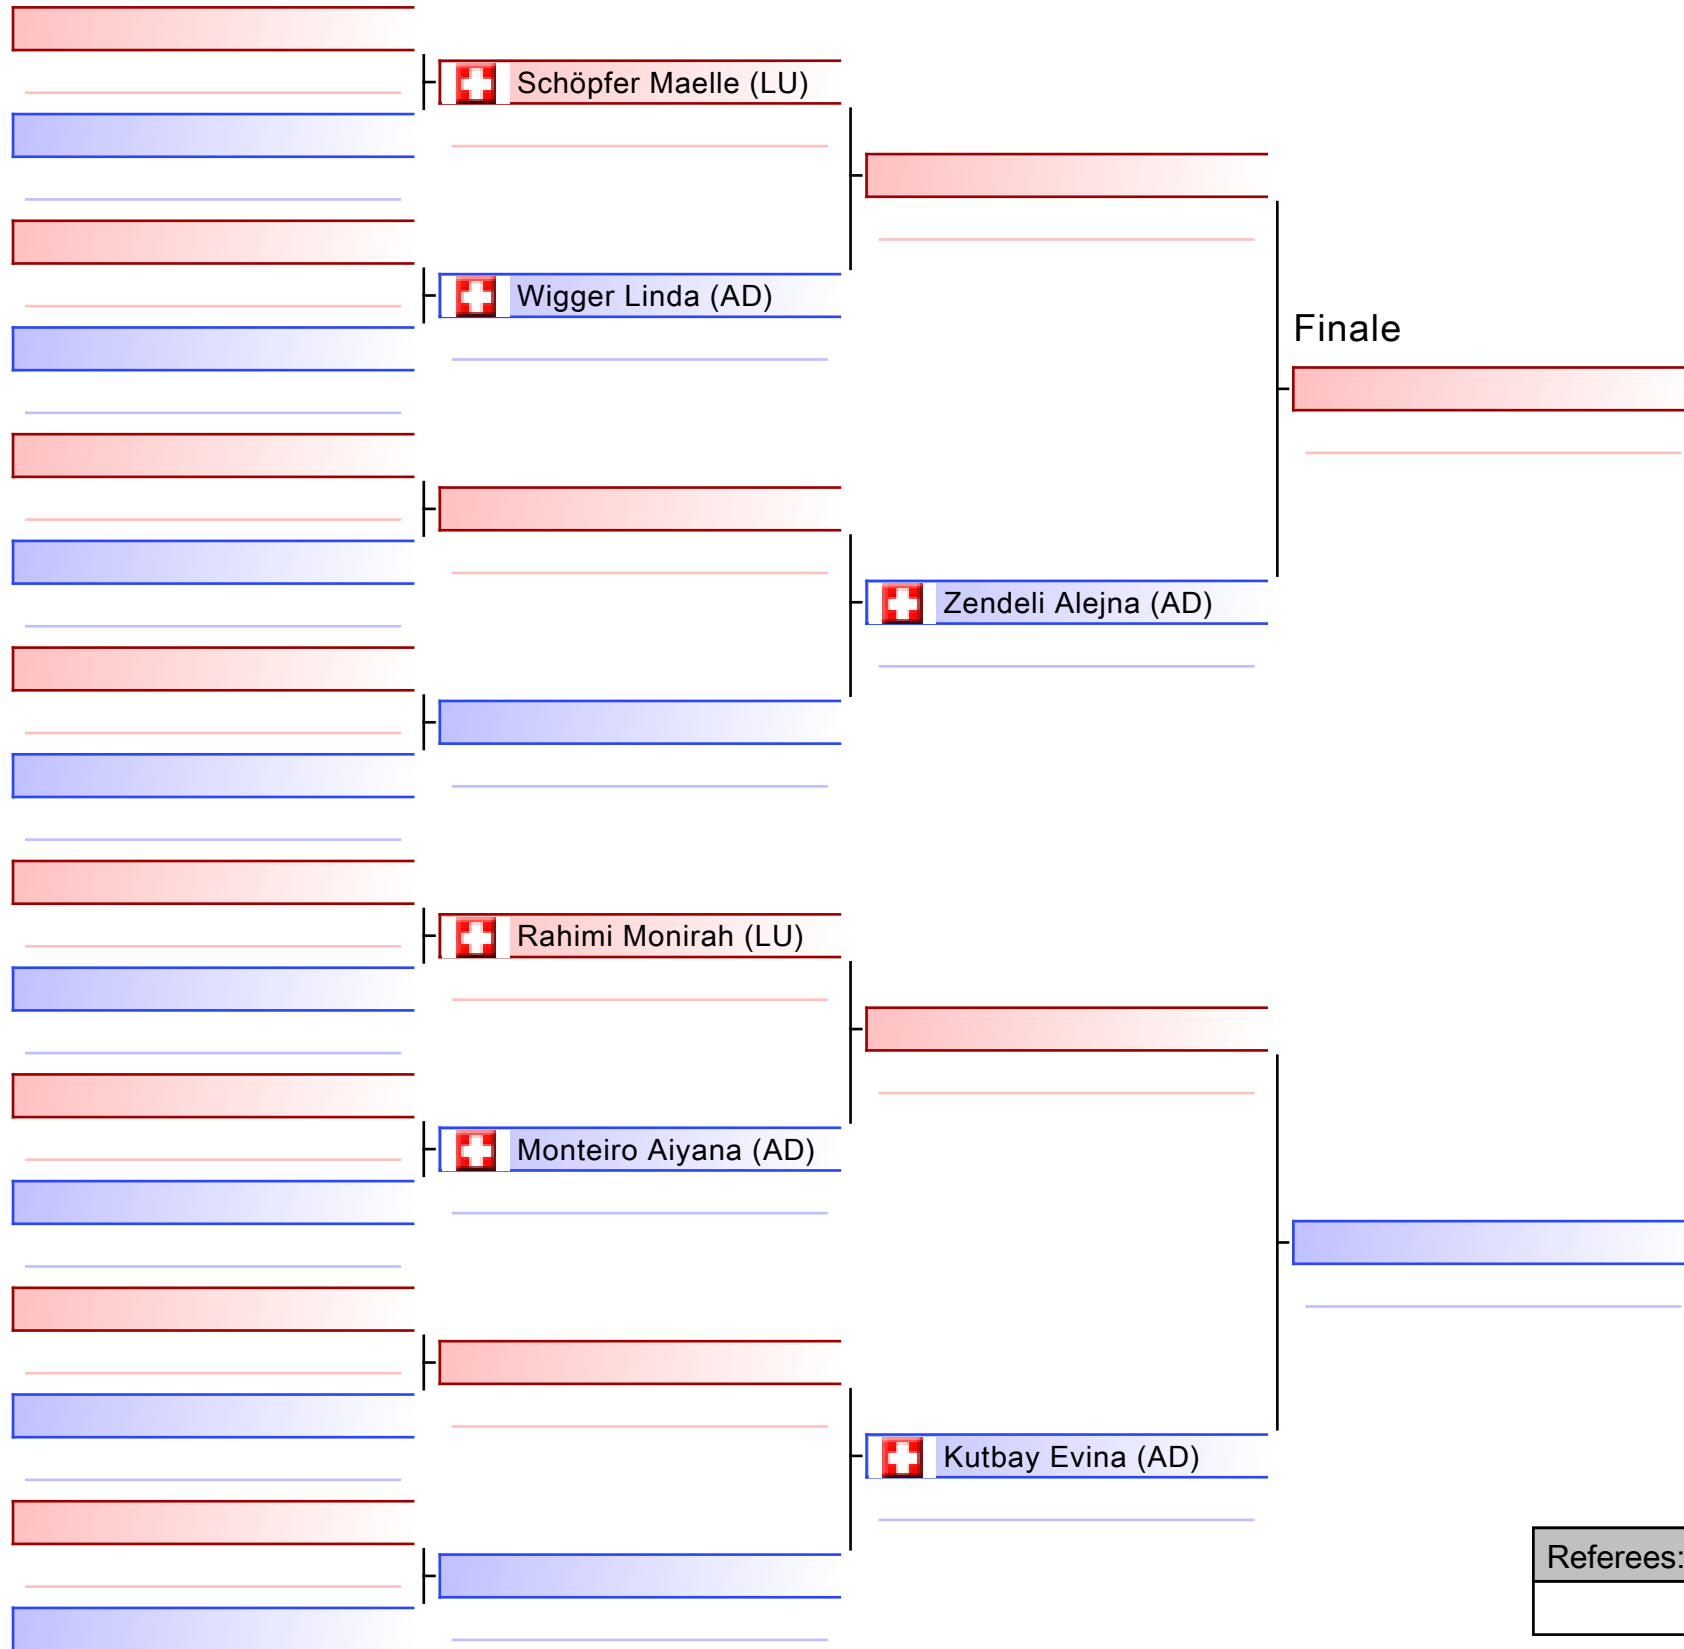 Schöpfer Maelle (LU)
Wigger Linda (AD)
Finale
Zendeli Alejna (AD)
Rahimi Monirah (LU)
Monteiro Aiyana (AD)
Kutbay Evina (AD)
Referees: